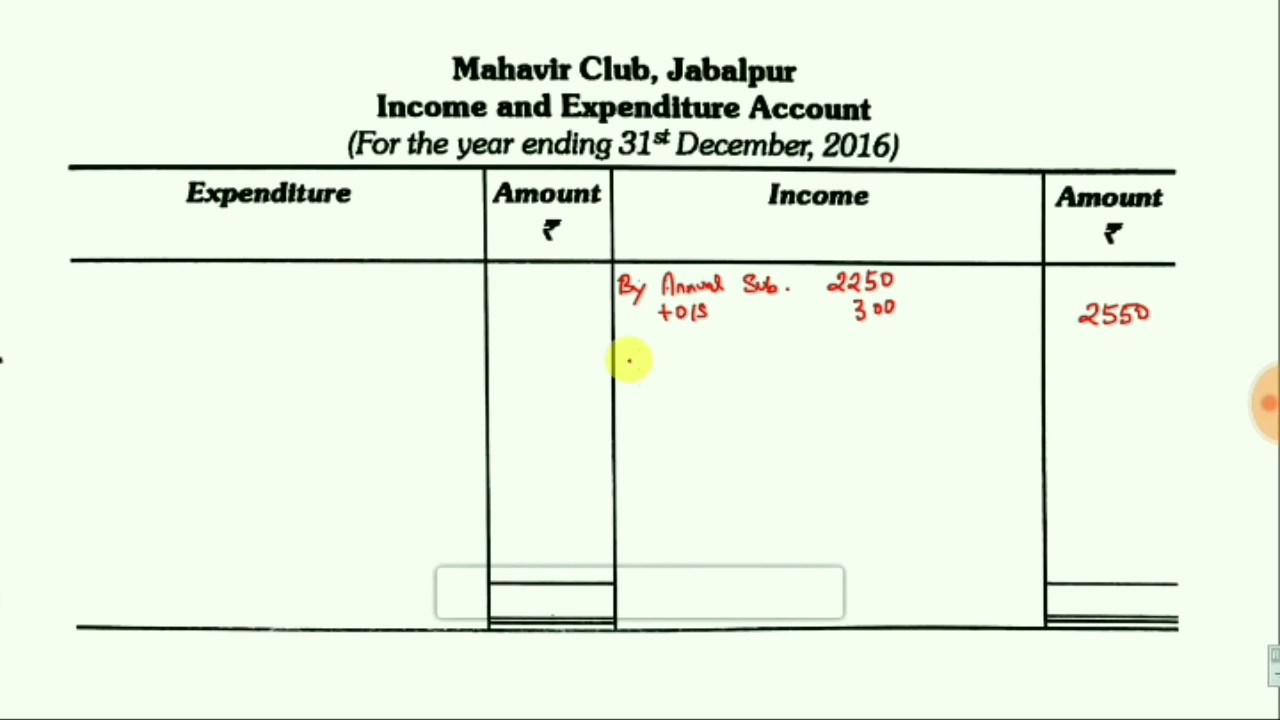 Mahavir Club, Jabalpur
Income and Expenditure Account
(For the year ending 31st December, 2016)
Expenditure Amount ₹ Income Amount ₹
By Annual Sub. 2250
+O/S 300 2550